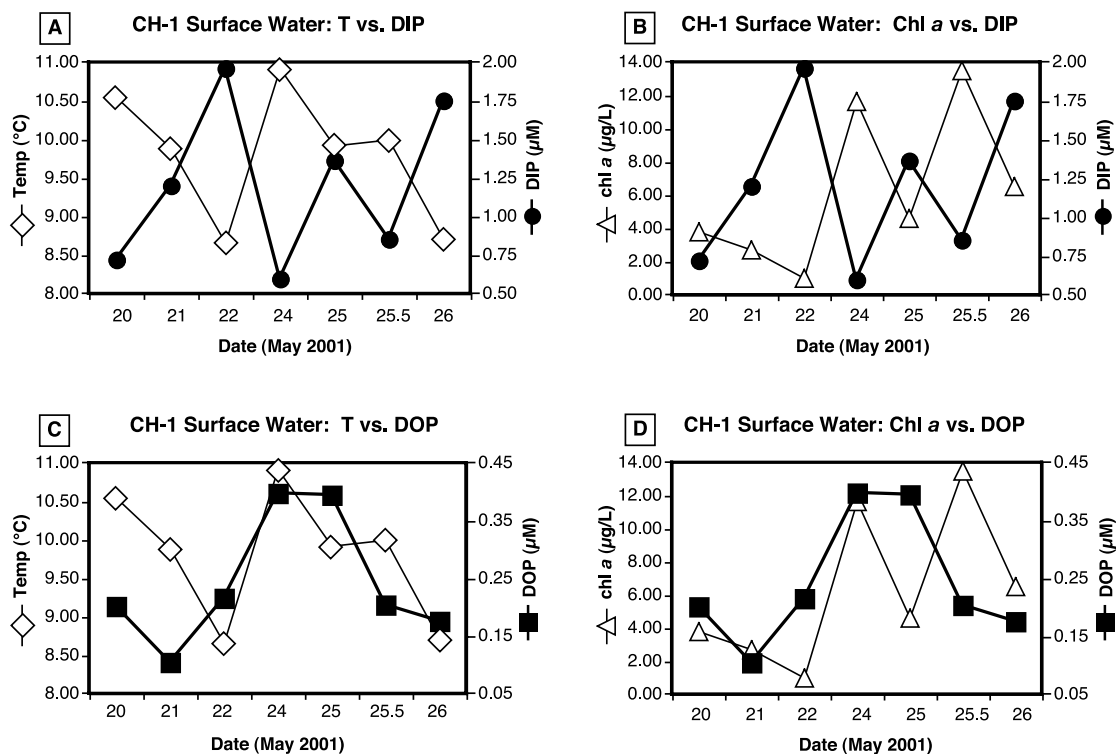 A
CH-1 Surface Water: T vs. DIP
11.00
10.50
10.00
9.50
9.00
8.50
8.00
Temp (°C)
2.00
1.75
1.50
1.25
1.00
0.75
0.50
DIP (µM)
20 21 22 24 25 25.5 26
Date (May 2001)
B
CH-1 Surface Water: Chl a vs. DIP
14.00
12.00
10.00
8.00
6.00
4.00
2.00
0.00
chl a (µg/L)
2.00
1.75
1.50
1.25
1.00
0.75
0.50
DIP (µM)
20 21 22 24 25 25.5 26
Date (May 2001)
C
CH-1 Surface Water: T vs. DOP
11.00
10.50
10.00
9.50
9.00
8.50
8.00
Temp (°C)
0.45
0.35
0.25
0.15
0.05
DOP (µM)
20 21 22 24 25 25.5 26
Date (May 2001)
D
CH-1 Surface Water: Chl a vs. DOP
14.00
12.00
10.00
8.00
6.00
4.00
2.00
0.00
chl a (µg/L)
0.45
0.35
0.25
0.15
0.05
DOP (µM)
20 21 22 24 25 25.5 26
Date (May 2001)